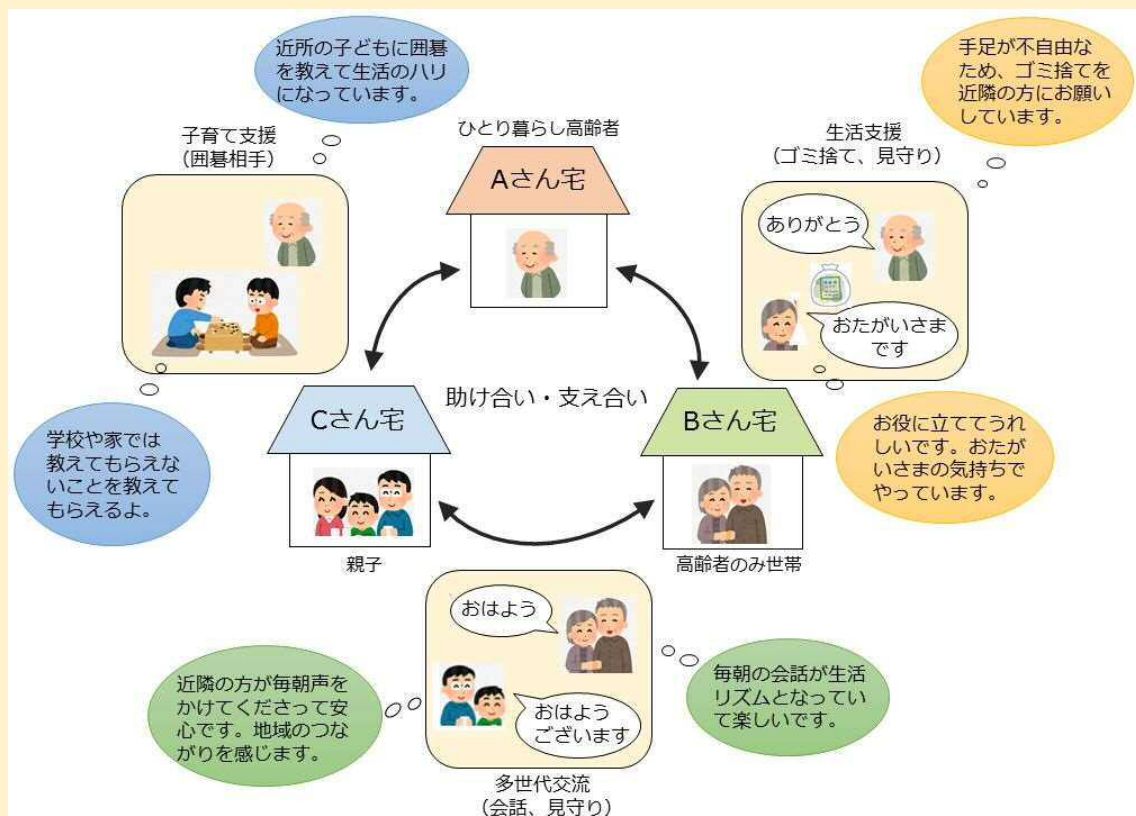 近所の子どもに囲碁
を教えて生活のハリ
になっています。
手足が不自由な
ため、ゴミ捨てを
近隣の方にお願い
しています。
子育て支援
（囲碁相手）
ひとり暮らし高齢者
生活支援
（ゴミ捨て、見守り）
Aさん宅
ありがとう
おたがいさま
です
助け合い・支え合い
Cさん宅
Bさん宅
学校や家では
教えてもらえな
いことを教えて
もらえるよ。
お役に立ててうれ
しいです。おたが
いさまの気持ちで
やっています。
親子
高齢者のみ世帯
おはよう
おはよう
ございます
近隣の方が毎朝声を
かけてくださって安
心です。地域のつな
がりを感じます。
毎朝の会話が生活
リズムとなってい
て楽しいです。
多世代交流
（会話、見守り）